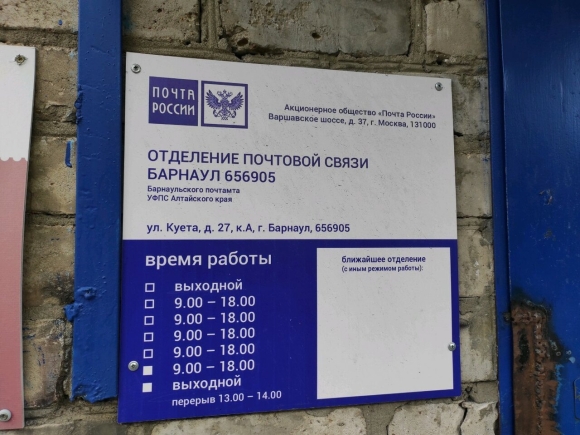 ПОЧТА
РОССИИ
Акционерное общество «Почта России»
Варшавское шоссе, д. 37, г. Москва, 131000
ОТДЕЛЕНИЕ ПОЧТОВОЙ СВЯЗИ
БАРНАУЛ 656905
Барнаульского почтамта
УФПС Алтайского края
ул. Куета, д. 27, к.А, г. Барнаул, 656905
время работы
выходной
9.00 – 18.00
9.00 – 18.00
9.00 – 18.00
9.00 – 18.00
9.00 – 18.00
выходной
перерыв 13.00 – 14.00
ближайшее отделение
(с иным режимом работы):